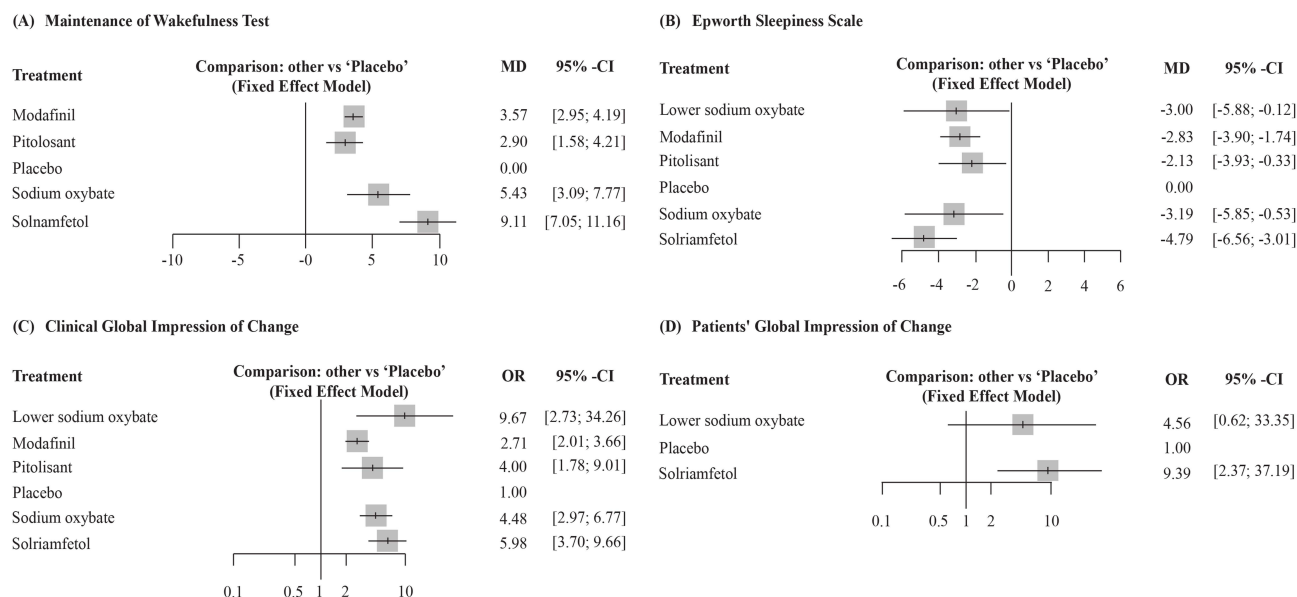 (A) Maintenance of Wakefulness Test
Treatment Comparison: other vs ‘Placebo’ (Fixed Effect Model) MD 95% -CI
Modafinil 3.57 [2.95; 4.19]
Pitolosant 2.90 [1.58; 4.21]
Placebo 0.00
Sodium oxybate 5.43 [3.09; 7.77]
Solnamfetol 9.11 [7.05; 11.16]
-10 -5 0 5 10
(B) Epworth Sleepiness Scale
Treatment Comparison: other vs ‘Placebo’ (Fixed Effect Model) MD 95% -CI
Lower sodium oxybate -3.00 [-5.88; -0.12]
Modafinil -2.83 [-3.90; -1.74]
Pitolisant -2.13 [-3.93; -0.33]
Placebo 0.00
Sodium oxybate -3.19 [-5.85; -0.53]
Solriamfetol -4.79 [-6.56; -3.01]
-6 -4 -2 0 2 4 6
(C) Clinical Global Impression of Change
Treatment Comparison: other vs ‘Placebo’ (Fixed Effect Model) OR 95% -CI
Lower sodium oxybate 9.67 [2.73; 34.26]
Modafinil 2.71 [2.01; 3.66]
Pitolisant 4.00 [1.78; 9.01]
Placebo 1.00
Sodium oxybate 4.48 [2.97; 6.77]
Solriamfetol 5.98 [3.70; 9.66]
0.1 0.5 1 2 10
(D) Patients' Global Impression of Change
Treatment Comparison: other vs ‘Placebo’ (Fixed Effect Model) OR 95% -CI
Lower sodium oxybate 4.56 [0.62; 33.35]
Placebo 1.00
Solriamfetol 9.39 [2.37; 37.19]
0.1 0.5 1 2 10